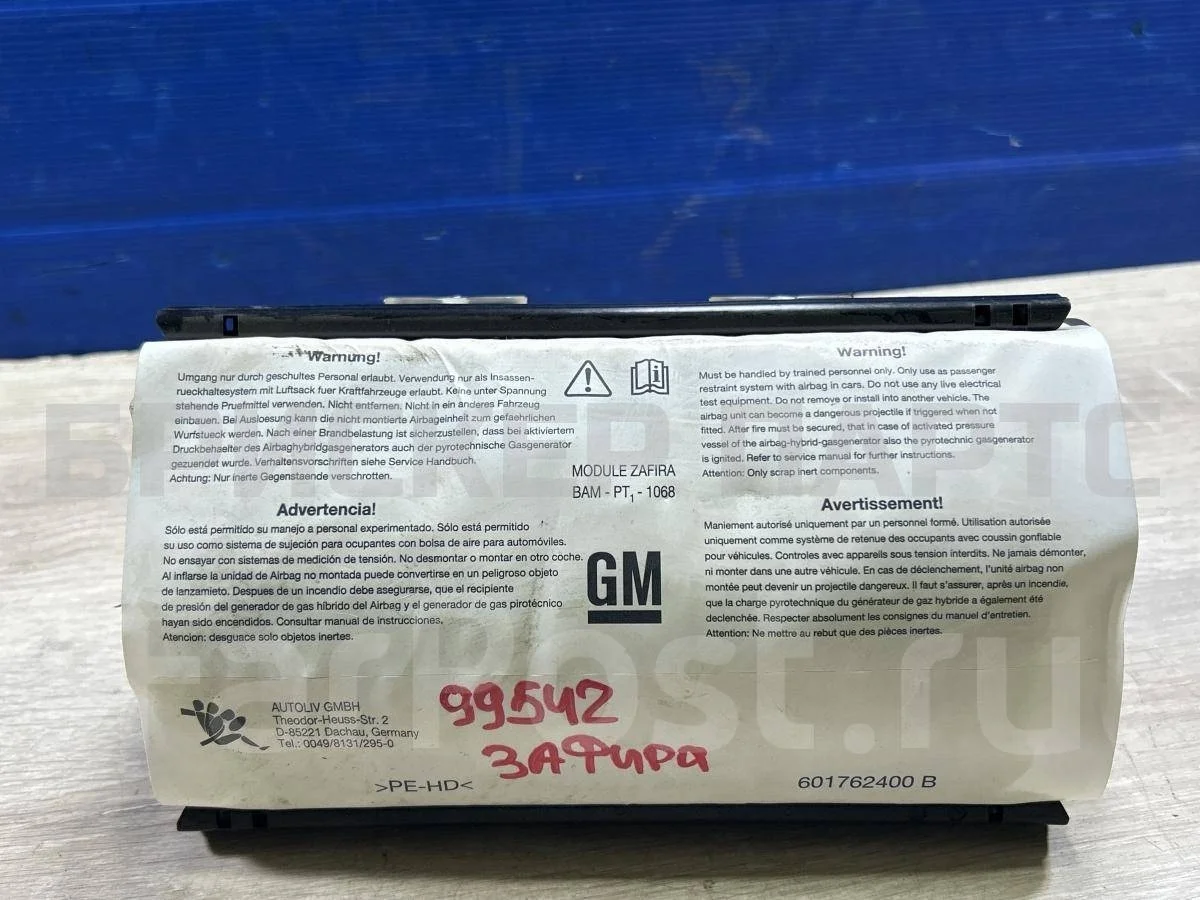 Warnung!
Umgang nur durch geschultes Personal erlaubt. Verwendung nur als Insassen-
rueckhaltesystem mit Luftsack fuer Kraftfahrzeuge erlaubt. Keine unter Spannung
stehende Pruefmittel verwenden. Nicht entfernen. Nicht in ein anderes Fahrzeug
einbauen. Bei Ausloesung kann die nicht montierte Airbageinheit zum gefaehrlichen
Wurfstueck werden. Nach einer Brandbelastung ist sicherzustellen, dass bei aktiviertem
Druckbehaelter des Airbaghybridgasgenerators auch der pyrotechnische Gasgenerator
gezuendet wurde. Verhaltensvorschriften siehe Service Handbuch.
Achtung: Nur inerte Gegenstaende verschrotten.
Warning!
Must be handled by trained personnel only. Only use as passenger
restraint system with airbag in cars. Do not use any live electrical
test equipment. Do not remove or install into another vehicle. The
airbag unit can become a dangerous projectile if triggered when not
fitted. After fire must be secured, that in case of activated pressure
vessel of the airbag-hybrid-gasgenerator also the pyrotechnic gasgenerator
is ignited. Refer to service manual for further instructions.
Attention: Only scrap inert components.
MODULE ZAFIRA
BAM - PT1 - 1068
Advertencia!
Sólo está permitido su manejo a personal experimentado. Sólo está permitido
su uso como sistema de sujeción para ocupantes con bolsa de aire para automóviles.
No ensayar con sistemas de medición de tensión. No desmontar o montar en otro coche.
Al inflarse la unidad de Airbag no montada puede convertirse en un peligroso objeto
de lanzamiento. Despues de un incendio debe asegurarse, que el recipiente
de presión del generador de gas híbrido del Airbag y el generador de gas pirotécnico
hayan sido encendidos. Consultar manual de instrucciones.
Atencion: desguace solo objetos inertes.
GM
Avertissement!
Maniement autorisé uniquement par un personnel formé. Utilisation autorisée
uniquement comme système de retenue des occupants avec coussin gonflable
pour véhicules. Controles avec appareils sous tension interdits. Ne jamais démonter,
ni monter dans une autre véhicule. En cas de déclenchement, l'unité airbag non
montée peut devenir un projectile dangereux. Il faut s'assurer, après un incendie,
que la charge pyrotechnique du générateur de gaz hybride a également été
declenchée. Respecter absolument les consignes du manuel d'entretien.
Attention: Ne mettre au rebut que des pièces inertes.
AUTOLIV GMBH
Theodor-Heuss-Str. 2
D-85221 Dachau, Germany
Tel.: 0049/8131/295-0
99542
ЗАФИРА
>PE-HD<
601762400 B
FarPost.ru